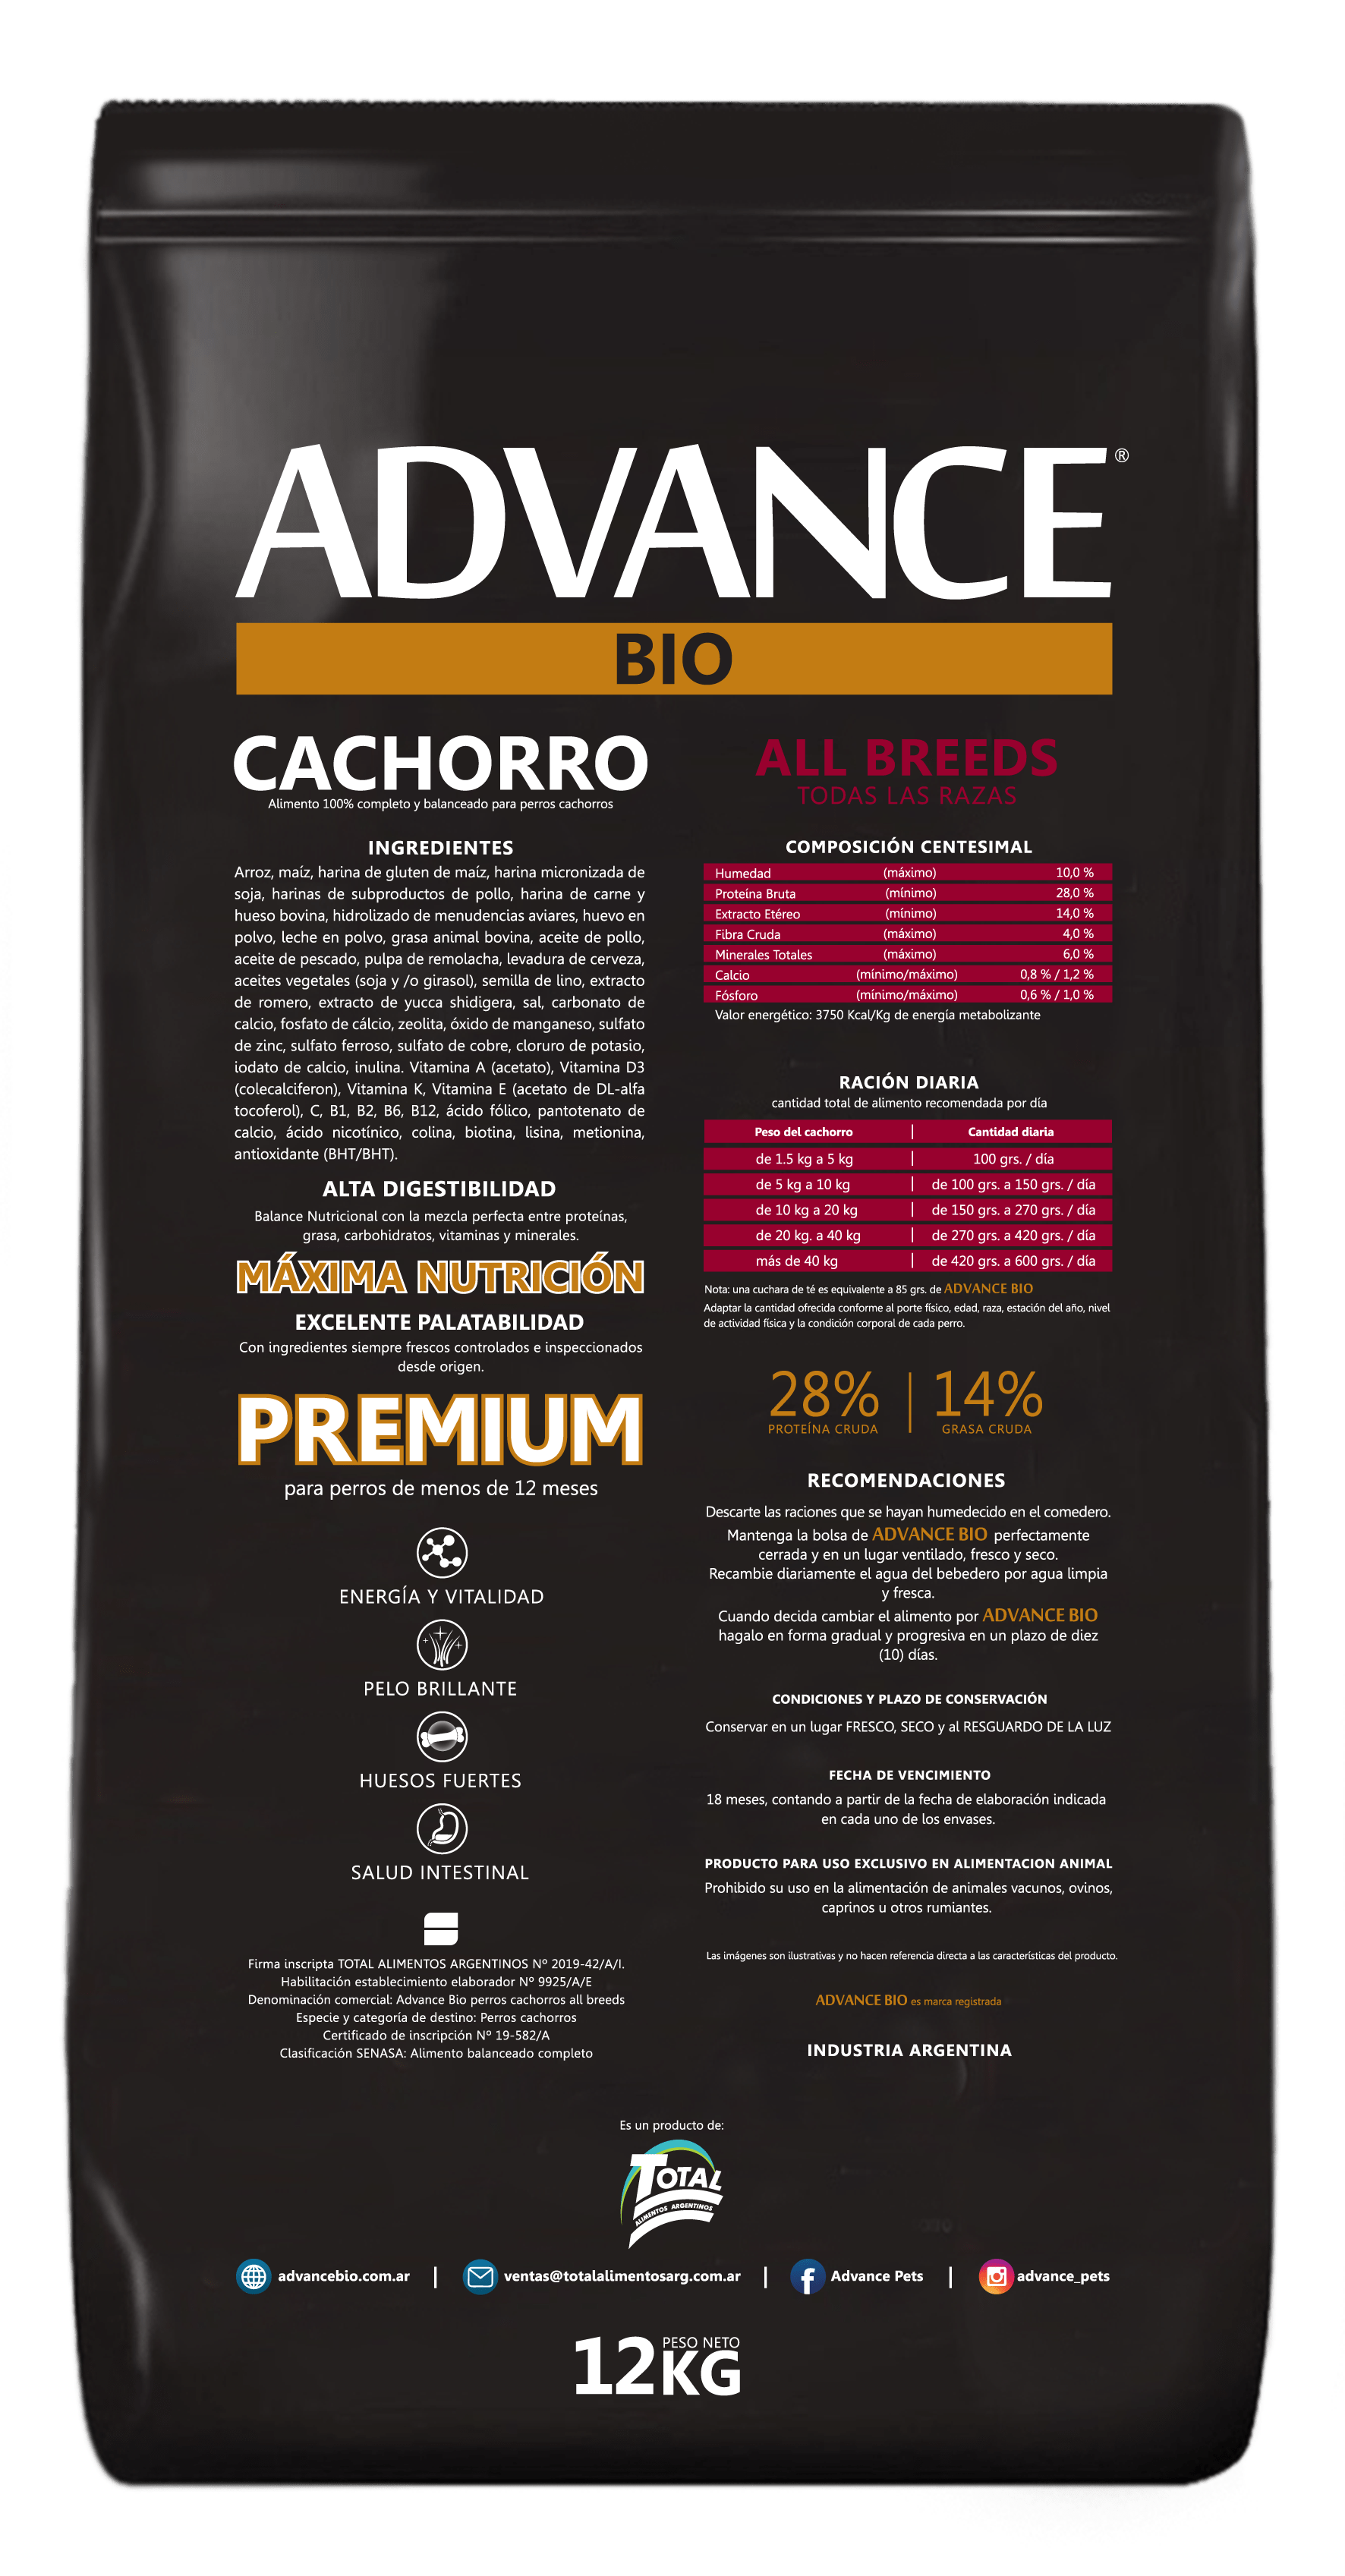 ADVANCE®
BIO
CACHORRO
Alimento 100% completo y balanceado para perros cachorros
INGREDIENTES
Arroz, maíz, harina de gluten de maíz, harina micronizada de
soja, harinas de subproductos de pollo, harina de carne y
hueso bovina, hidrolizado de menudencias aviares, huevo en
polvo, leche en polvo, grasa animal bovina, aceite de pollo,
aceite de pescado, pulpa de remolacha, levadura de cerveza,
aceites vegetales (soja y /o girasol), semilla de lino, extracto
de romero, extracto de yucca shidigera, sal, carbonato de
calcio, fosfato de cálcio, zeolita, óxido de manganeso, sulfato
de zinc, sulfato ferroso, sulfato de cobre, cloruro de potasio,
iodato de calcio, inulina. Vitamina A (acetato), Vitamina D3
(colecalciferon), Vitamina K, Vitamina E (acetato de DL-alfa
tocoferol), C, B1, B2, B6, B12, ácido fólico, pantotenato de
calcio, ácido nicotínico, colina, biotina, lisina, metionina,
antioxidante (BHT/BHT).
ALTA DIGESTIBILIDAD
Balance Nutricional con la mezcla perfecta entre proteínas,
grasa, carbohidratos, vitaminas y minerales.
MÁXIMA NUTRICIÓN
EXCELENTE PALATABILIDAD
Con ingredientes siempre frescos controlados e inspeccionados
desde origen.
PREMIUM
para perros de menos de 12 meses
ENERGÍA Y VITALIDAD
PELO BRILLANTE
HUESOS FUERTES
SALUD INTESTINAL
Firma inscripta TOTAL ALIMENTOS ARGENTINOS Nº 2019-42/A/I.
Habilitación establecimiento elaborador Nº 9925/A/E
Denominación comercial: Advance Bio perros cachorros all breeds
Especie y categoría de destino: Perros cachorros
Certificado de inscripción Nº 19-582/A
Clasificación SENASA: Alimento balanceado completo
ALL BREEDS
TODAS LAS RAZAS
COMPOSICIÓN CENTESIMAL
Humedad (máximo) 10,0 %
Proteína Bruta (mínimo) 28,0 %
Extracto Etéreo (mínimo) 14,0 %
Fibra Cruda (máximo) 4,0 %
Minerales Totales (máximo) 6,0 %
Calcio (mínimo/máximo) 0,8 % / 1,2 %
Fósforo (mínimo/máximo) 0,6 % / 1,0 %
Valor energético: 3750 Kcal/Kg de energía metabolizante
RACIÓN DIARIA
cantidad total de alimento recomendada por día
Peso del cachorro | Cantidad diaria
de 1.5 kg a 5 kg | 100 grs. / día
de 5 kg a 10 kg | de 100 grs. a 150 grs. / día
de 10 kg a 20 kg | de 150 grs. a 270 grs. / día
de 20 kg. a 40 kg | de 270 grs. a 420 grs. / día
más de 40 kg | de 420 grs. a 600 grs. / día
Nota: una cuchara de té es equivalente a 85 grs. de ADVANCE BIO
Adaptar la cantidad ofrecida conforme al porte físico, edad, raza, estación del año, nivel
de actividad física y la condición corporal de cada perro.
28% | 14%
PROTEÍNA CRUDA | GRASA CRUDA
RECOMENDACIONES
Descarte las raciones que se hayan humedecido en el comedero.
Mantenga la bolsa de ADVANCE BIO perfectamente
cerrada y en un lugar ventilado, fresco y seco.
Recambie diariamente el agua del bebedero por agua limpia
y fresca.
Cuando decida cambiar el alimento por ADVANCE BIO
hagalo en forma gradual y progresiva en un plazo de diez
(10) días.
CONDICIONES Y PLAZO DE CONSERVACIÓN
Conservar en un lugar FRESCO, SECO y al RESGUARDO DE LA LUZ
FECHA DE VENCIMIENTO
18 meses, contando a partir de la fecha de elaboración indicada
en cada uno de los envases.
PRODUCTO PARA USO EXCLUSIVO EN ALIMENTACION ANIMAL
Prohibido su uso en la alimentación de animales vacunos, ovinos,
caprinos u otros rumiantes.
Las imágenes son ilustrativas y no hacen referencia directa a las características del producto.
ADVANCE BIO es marca registrada
INDUSTRIA ARGENTINA
Es un producto de:
TOTAL
ALIMENTOS ARGENTINOS
advancebio.com.ar | ventas@totalalimentosarg.com.ar | Advance Pets | advance_pets
12 PESO NETO
KG